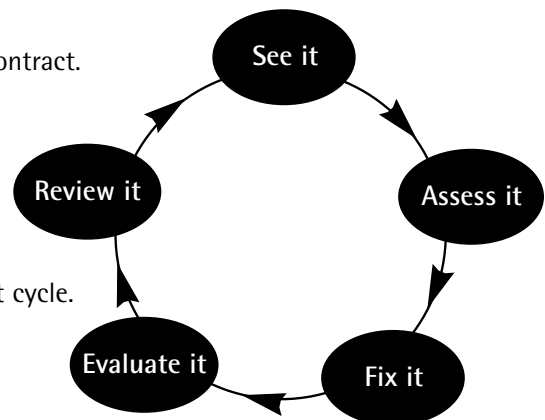 ontract.
t cycle.
See it
Assess it
Fix it
Evaluate it
Review it